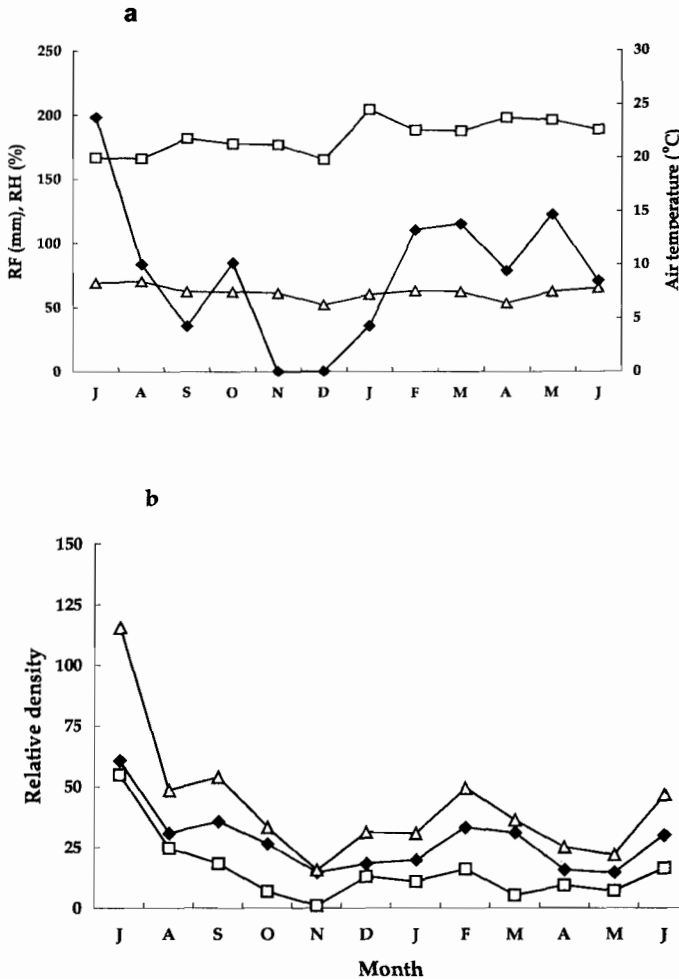 a
RF (mm), RH (%)
250
200
150
100
50
0
30
25
20
15
10
5
0
Air temperature (°C)
J A S O N D J F M A M J
b
Relative density
150
125
100
75
50
25
0
J A S O N D J F M A M J
Month